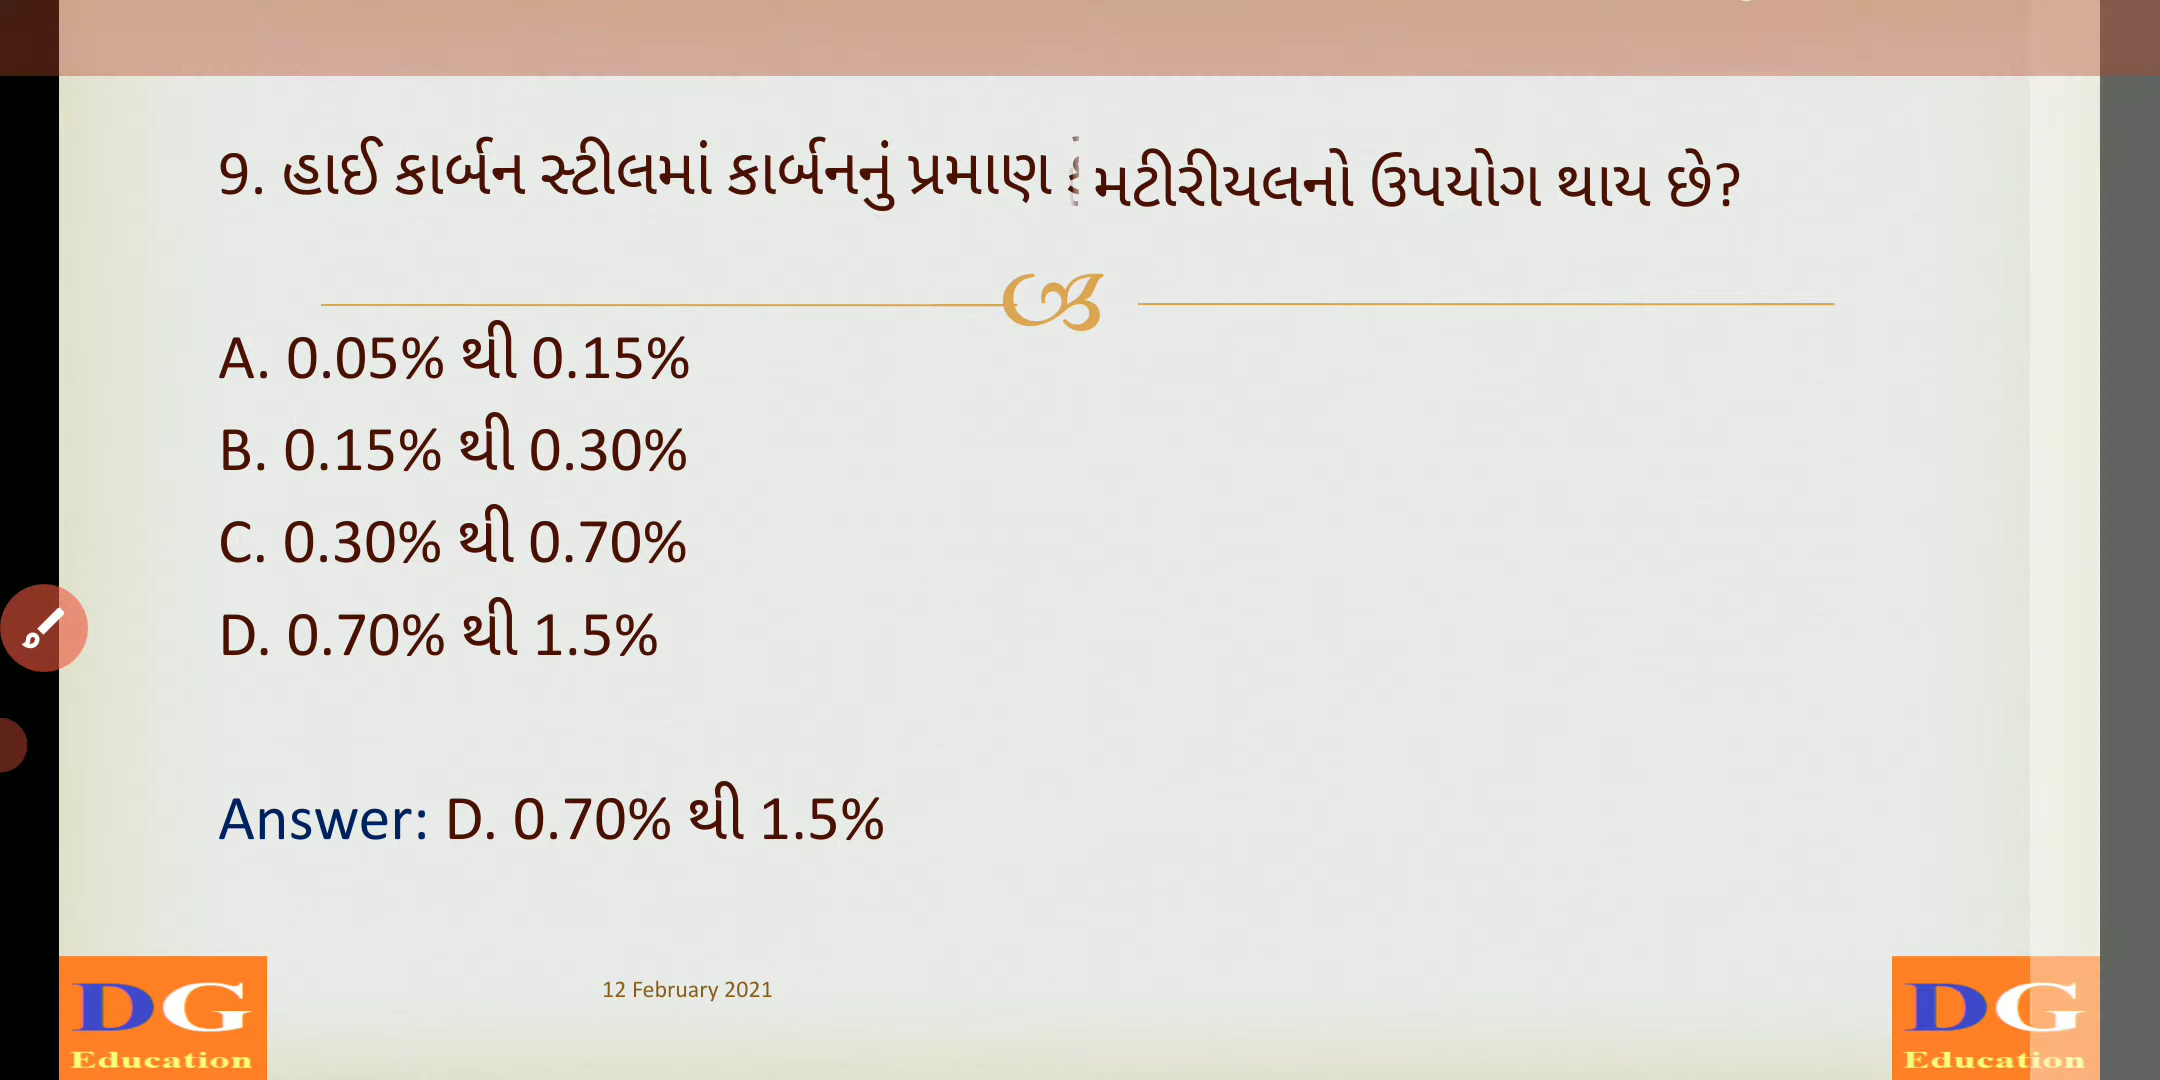 9. હાઈ કાર્બન સ્ટીલમાં કાર્બનનું પ્રમાણ મટીરીયલનો ઉપયોગ થાય છે?
A. 0.05% થી 0.15%
B. 0.15% થી 0.30%
C. 0.30% થી 0.70%
D. 0.70% થી 1.5%
Answer: D. 0.70% થી 1.5%
12 February 2021
DG
Education
DG
Education